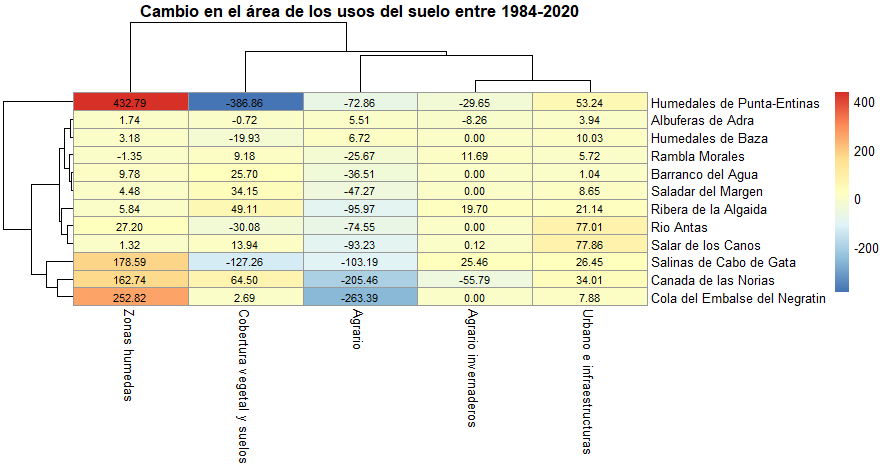 Cambio en el área de los usos del suelo entre 1984-2020
432.79 -386.86 -72.86 -29.65 53.24 Humedales de Punta-Entinas
1.74 -0.72 5.51 -8.26 3.94 Albuferas de Adra
3.18 -19.93 6.72 0.00 10.03 Humedales de Baza
-1.35 9.18 -25.67 11.69 5.72 Rambla Morales
9.78 25.70 -36.51 0.00 1.04 Barranco del Agua
4.48 34.15 -47.27 0.00 8.65 Saladar del Margen
5.84 49.11 -95.97 19.70 21.14 Ribera de la Algaida
27.20 -30.08 -74.55 0.00 77.01 Rio Antas
1.32 13.94 -93.23 0.12 77.86 Salar de los Canos
178.59 -127.26 -103.19 25.46 26.45 Salinas de Cabo de Gata
162.74 64.50 -205.46 -55.79 34.01 Canada de las Norias
252.82 2.69 -263.39 0.00 7.88 Cola del Embalse del Negratin
Zonas humedas
Cobertura vegetal y suelos
Agrario
Agrario invernaderos
Urbano e infraestructuras
400
200
0
-200